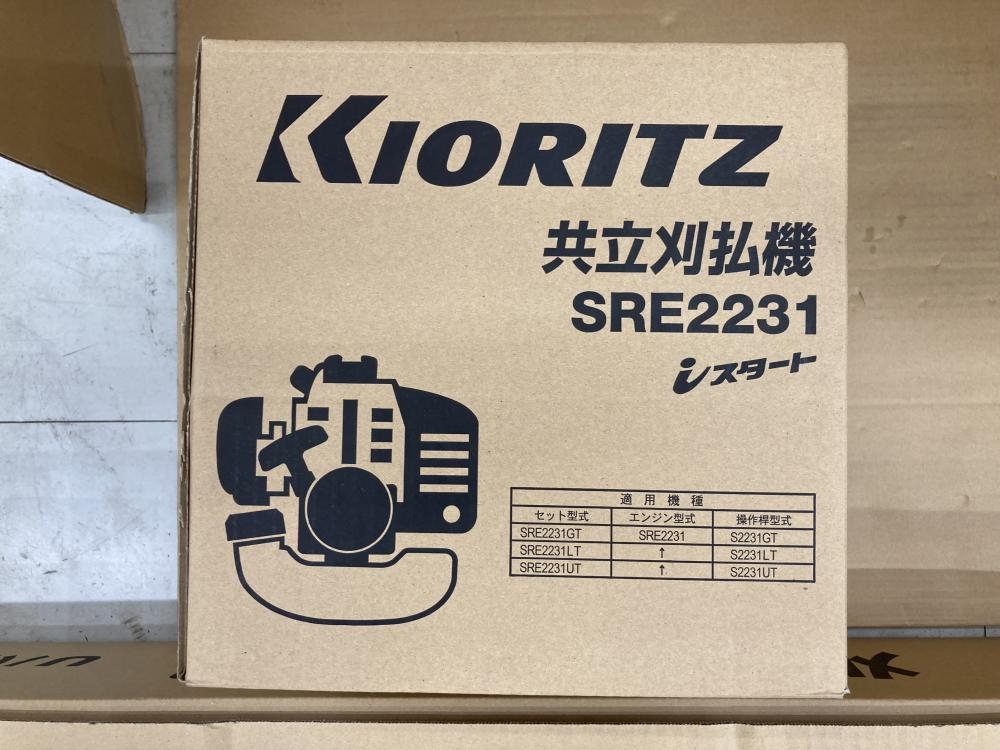 KIORITZ
共立刈払機
SRE2231
iスタート
適用機種
セット型式 エンジン型式 操作桿型式
SRE2231GT SRE2231 S2231GT
SRE2231LT ↑ S2231LT
SRE2231UT ↑ S2231UT